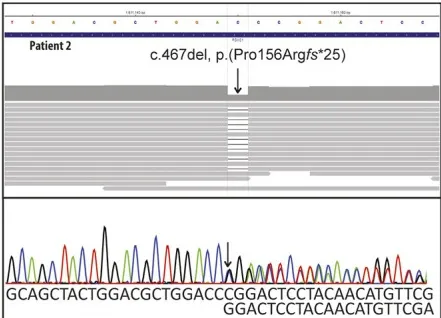 T G G A C G C T G G A C C C G G A C T C C
Patient 2
c.467del, p.(Pro156Argfs*25)
GCAGCTACTGGACGCTGGACCCGGACTCCTACAACATGTTCG
GGACTCCTACAACATGTTCGA